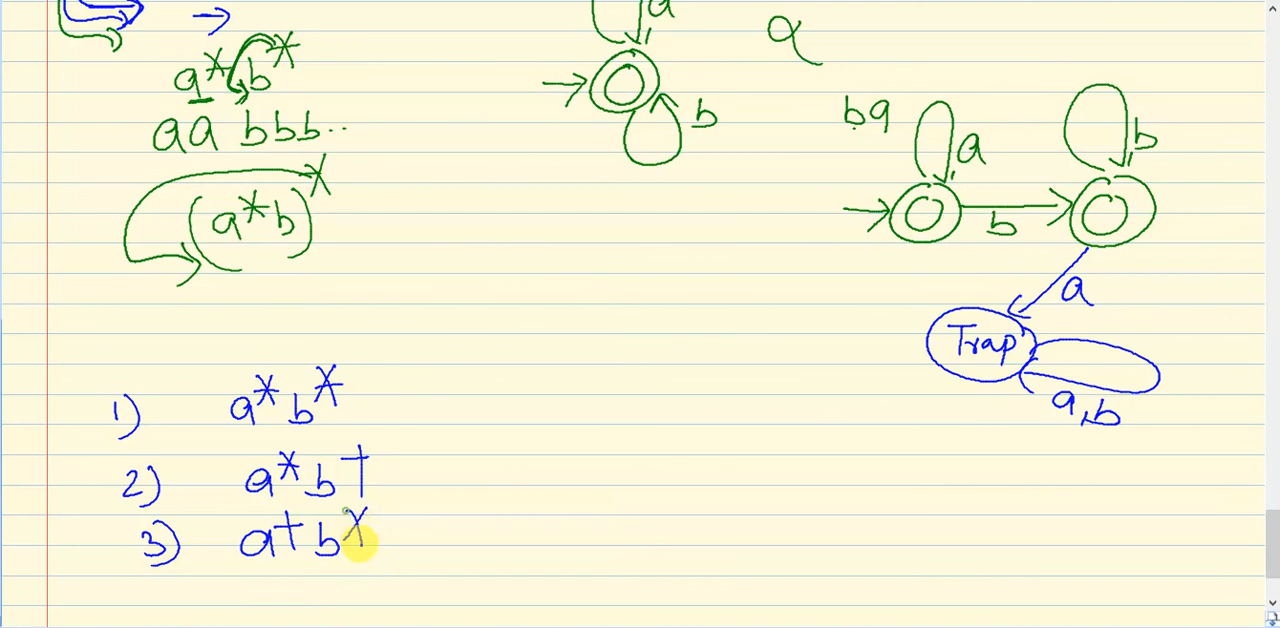 a
a* b*
a
b
aa bbb..
ba
a
b
(a*b)*
b
a
Trap
a,b
1) a* b*
2) a* b+
3) a+ b*